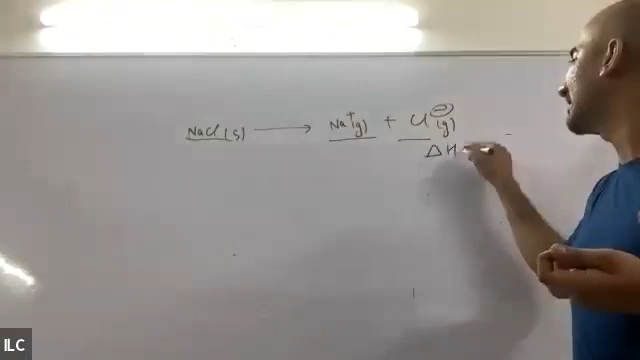 NaCl(s) ⟶ Na⁺(g) + Cl⊖(g)
ΔH
ILC